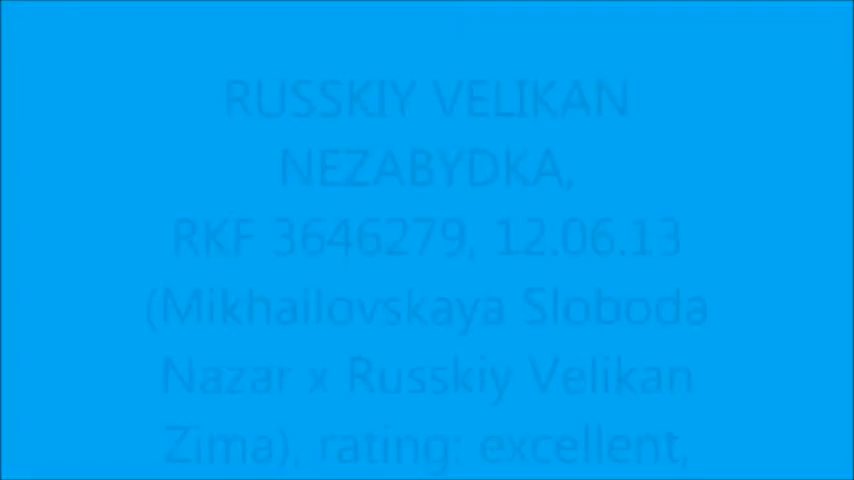 RUSSKIY VELIKAN
NEZABYDKA,
RKF 3646279, 12.06.13
(Mikhailovskaya Sloboda
Nazar x Russkiy Velikan
Zima), rating: excellent,